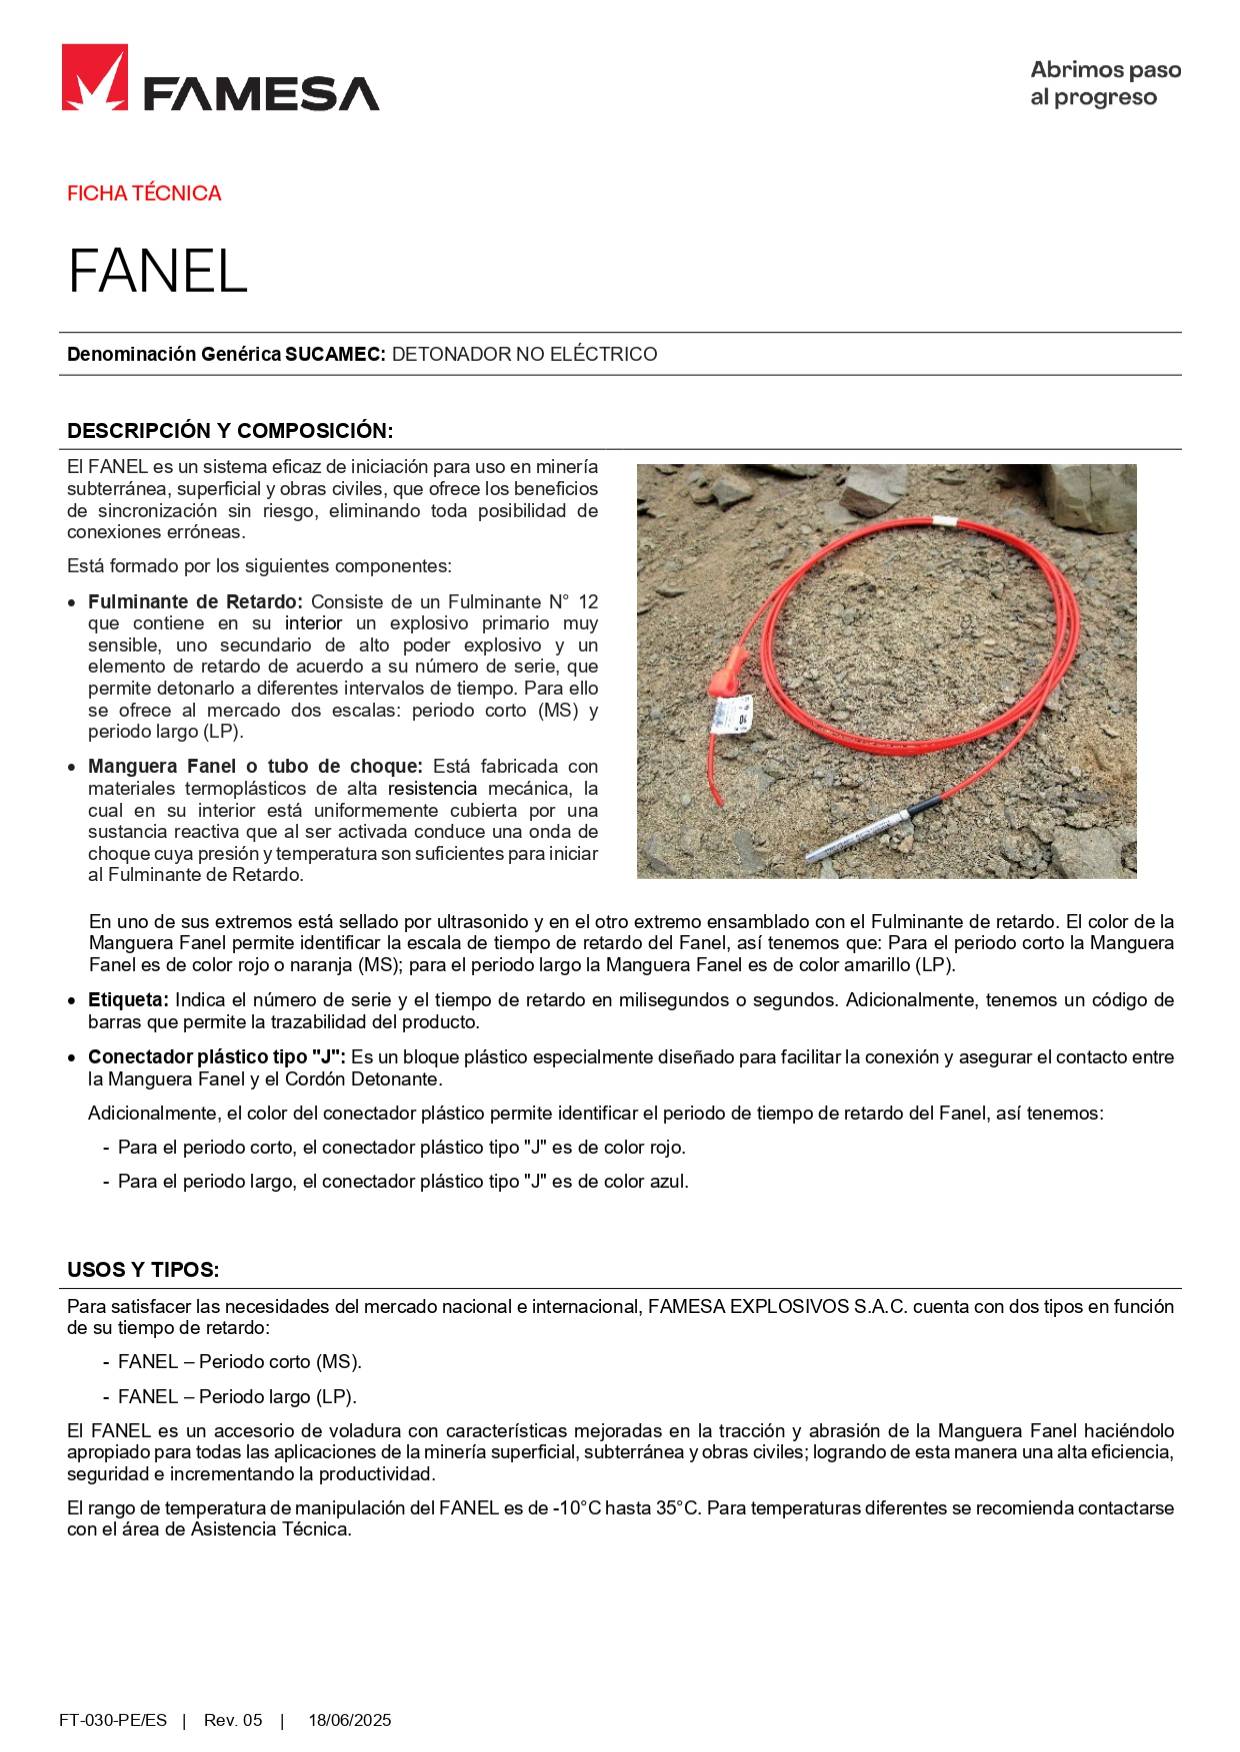 FAMESA
Abrimos paso
al progreso
FICHA TÉCNICA
FANEL
Denominación Genérica SUCAMEC: DETONADOR NO ELÉCTRICO
DESCRIPCIÓN Y COMPOSICIÓN:
El FANEL es un sistema eficaz de iniciación para uso en minería
subterránea, superficial y obras civiles, que ofrece los beneficios
de sincronización sin riesgo, eliminando toda posibilidad de
conexiones erróneas.
Está formado por los siguientes componentes:
• Fulminante de Retardo: Consiste de un Fulminante N° 12
que contiene en su interior un explosivo primario muy
sensible, uno secundario de alto poder explosivo y un
elemento de retardo de acuerdo a su número de serie, que
permite detonarlo a diferentes intervalos de tiempo. Para ello
se ofrece al mercado dos escalas: periodo corto (MS) y
periodo largo (LP).
• Manguera Fanel o tubo de choque: Está fabricada con
materiales termoplásticos de alta resistencia mecánica, la
cual en su interior está uniformemente cubierta por una
sustancia reactiva que al ser activada conduce una onda de
choque cuya presión y temperatura son suficientes para iniciar
al Fulminante de Retardo.
En uno de sus extremos está sellado por ultrasonido y en el otro extremo ensamblado con el Fulminante de retardo. El color de la
Manguera Fanel permite identificar la escala de tiempo de retardo del Fanel, así tenemos que: Para el periodo corto la Manguera
Fanel es de color rojo o naranja (MS); para el periodo largo la Manguera Fanel es de color amarillo (LP).
• Etiqueta: Indica el número de serie y el tiempo de retardo en milisegundos o segundos. Adicionalmente, tenemos un código de
barras que permite la trazabilidad del producto.
• Conectador plástico tipo "J": Es un bloque plástico especialmente diseñado para facilitar la conexión y asegurar el contacto entre
la Manguera Fanel y el Cordón Detonante.
Adicionalmente, el color del conectador plástico permite identificar el periodo de tiempo de retardo del Fanel, así tenemos:
- Para el periodo corto, el conectador plástico tipo "J" es de color rojo.
- Para el periodo largo, el conectador plástico tipo "J" es de color azul.
USOS Y TIPOS:
Para satisfacer las necesidades del mercado nacional e internacional, FAMESA EXPLOSIVOS S.A.C. cuenta con dos tipos en función
de su tiempo de retardo:
- FANEL – Periodo corto (MS).
- FANEL – Periodo largo (LP).
El FANEL es un accesorio de voladura con características mejoradas en la tracción y abrasión de la Manguera Fanel haciéndolo
apropiado para todas las aplicaciones de la minería superficial, subterránea y obras civiles; logrando de esta manera una alta eficiencia,
seguridad e incrementando la productividad.
El rango de temperatura de manipulación del FANEL es de -10°C hasta 35°C. Para temperaturas diferentes se recomienda contactarse
con el área de Asistencia Técnica.
FT-030-PE/ES | Rev. 05 | 18/06/2025